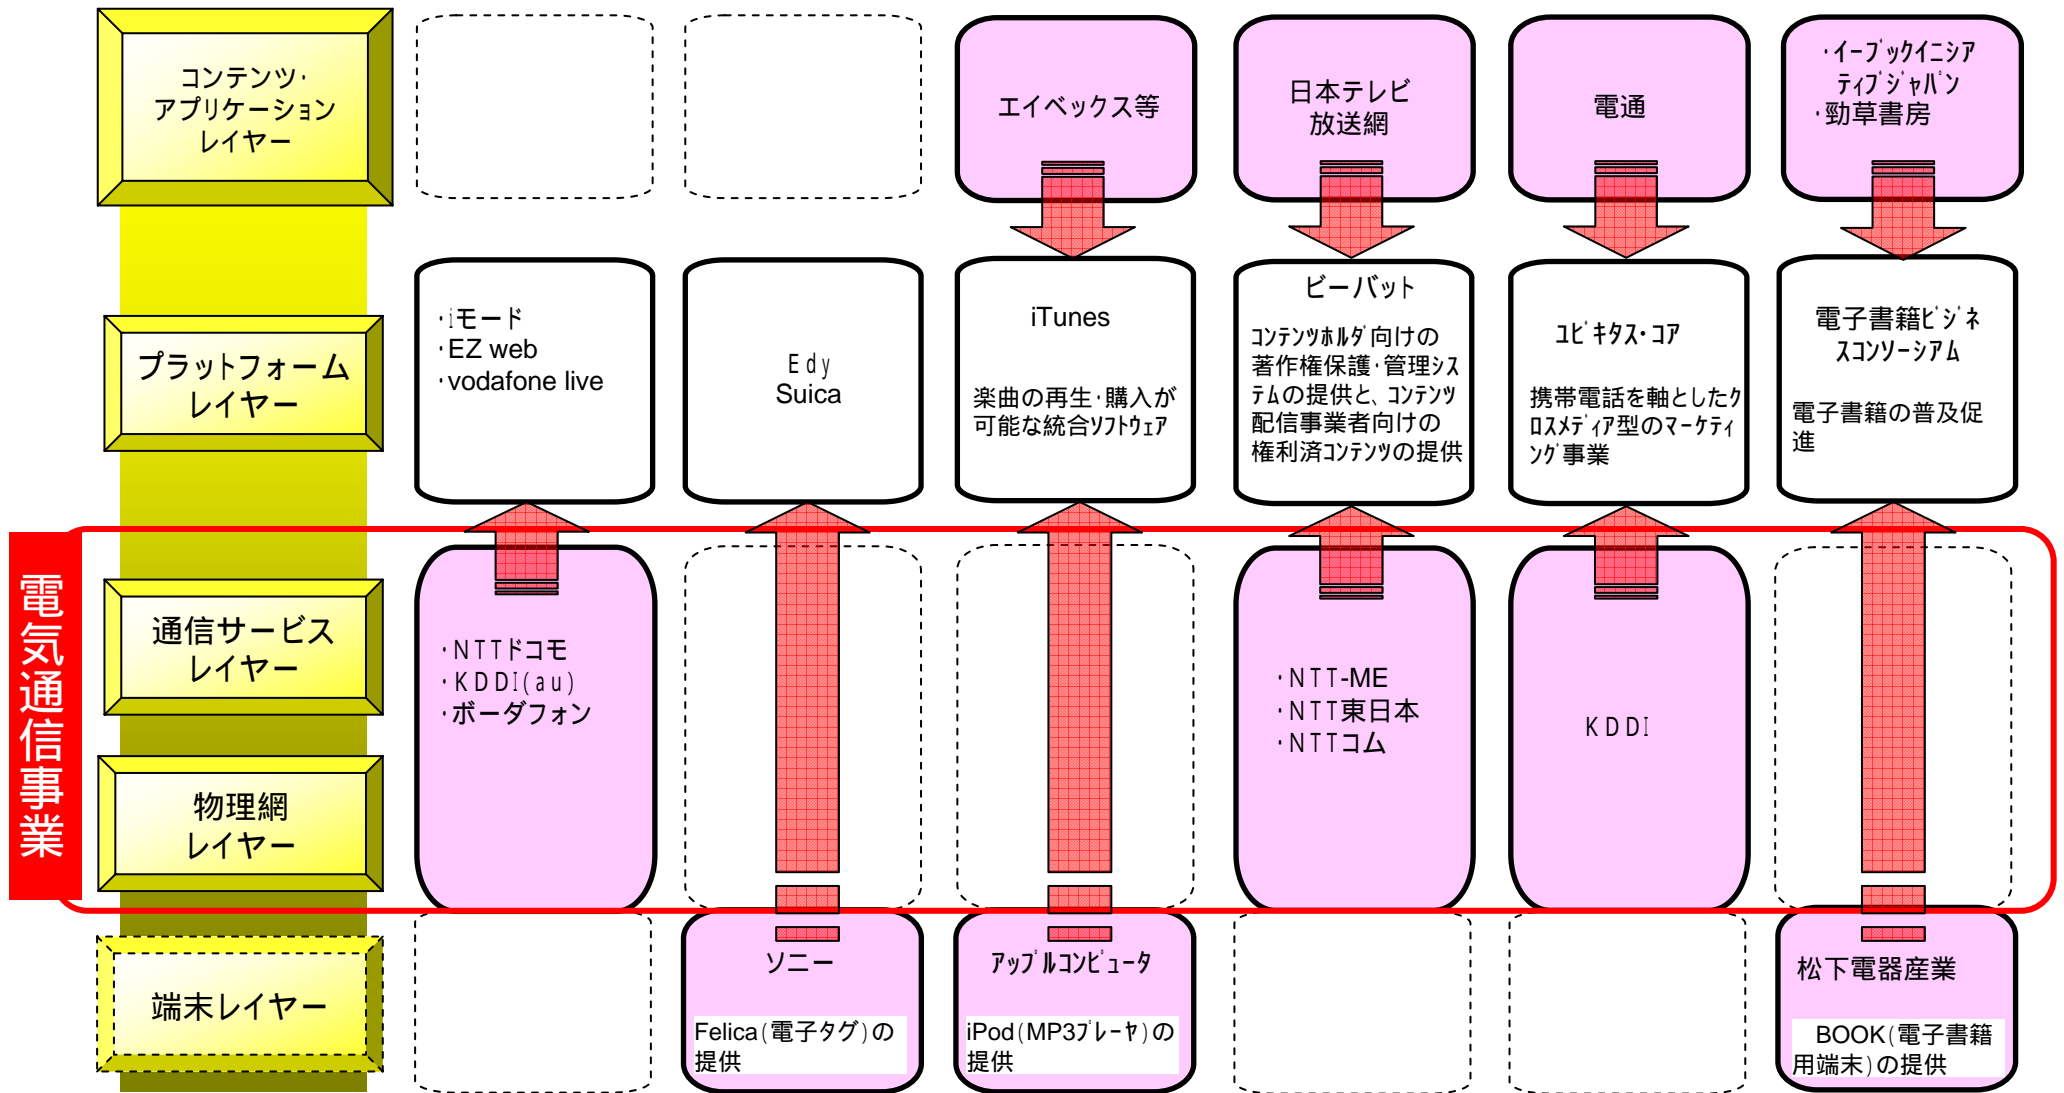 コンテンツ・
アプリケーション
レイヤー
エイベックス等
日本テレビ
放送網
電通
・イーブックイニシア
ティブジャパン
・勁草書房
プラットフォーム
レイヤー
・iモード
・EZ web
・vodafone live
Edy
Suica
iTunes
楽曲の再生・購入が
可能な統合ソフトウェア
ビーバット
コンテンツホルダ向けの
著作権保護・管理シス
テムの提供と、コンテンツ
配信事業者向けの
権利済コンテンツの提供
ユビキタス・コア
携帯電話を軸としたク
ロスメディア型のマーケティ
ング事業
電子書籍ビジネ
スコンソーシアム
電子書籍の普及促
進
電気通信事業
通信サービス
レイヤー
物理網
レイヤー
・NTTドコモ
・KDDI(au)
・ボーダフォン
・NTT-ME
・NTT東日本
・NTTコム
KDDI
端末レイヤー
ソニー
Felica(電子タグ)の
提供
アップルコンピュータ
iPod(MP3プレーヤ)の
提供
松下電器産業
BOOK(電子書籍
用端末)の提供